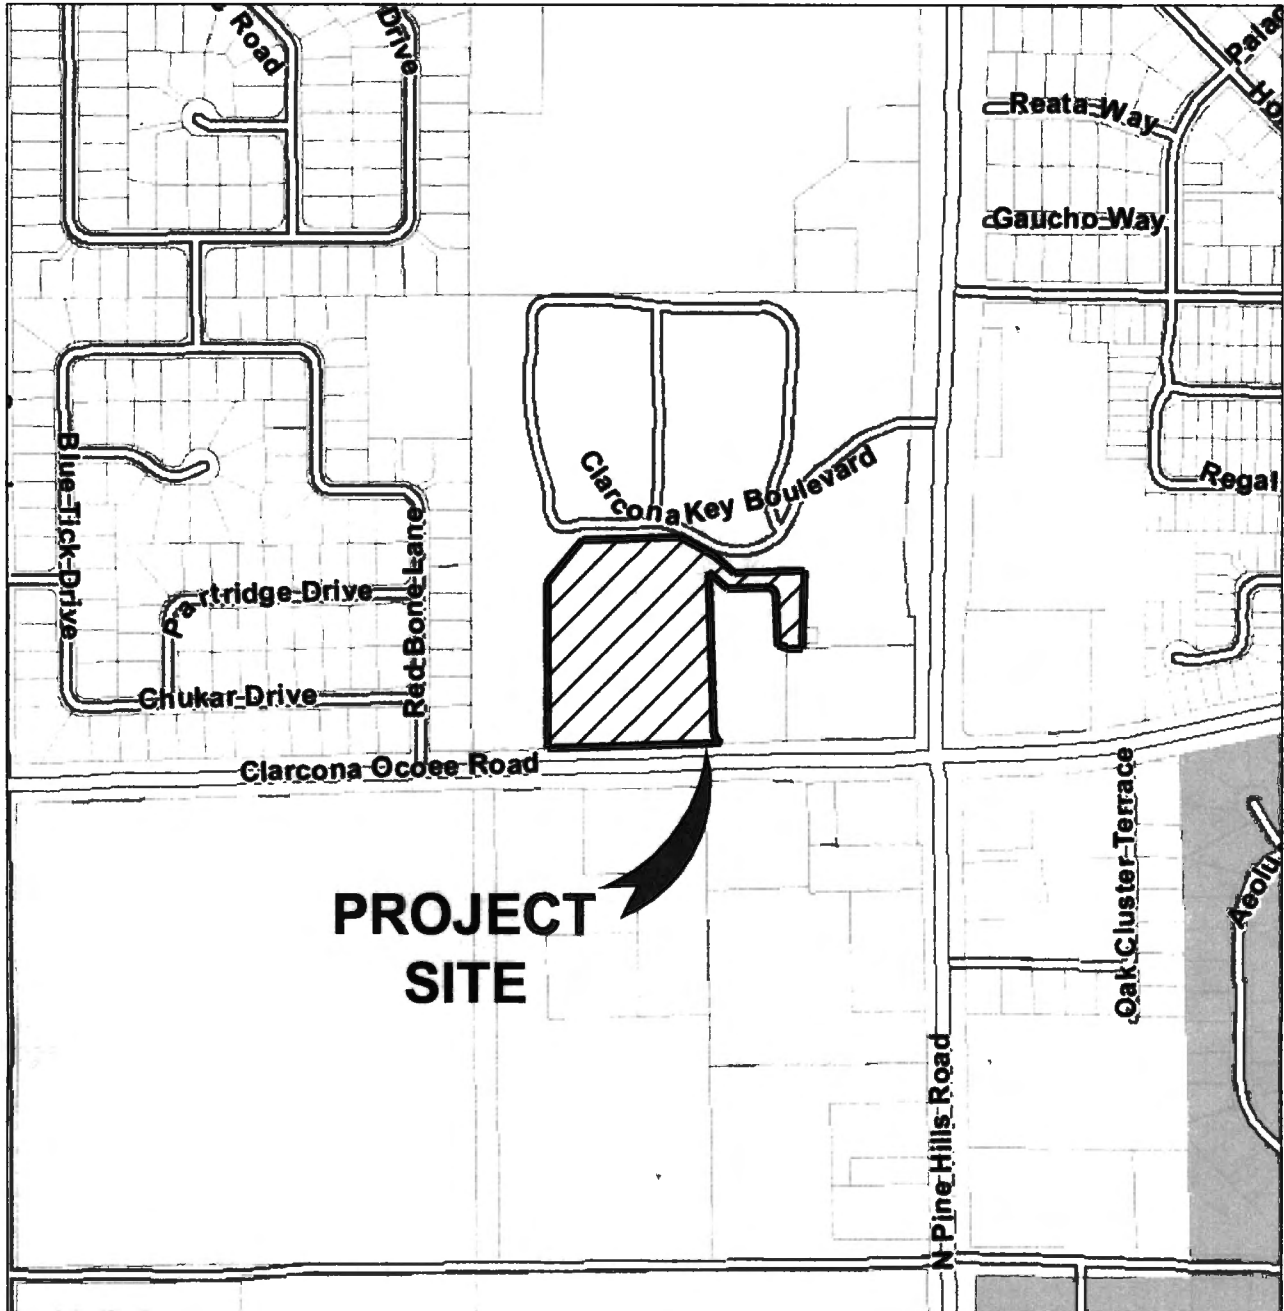 Road
Drive
Reata Way
Gaucho Way
Blue Tick Drive
Clarcona Key Boulevard
Regal
Partridge Drive
Red Bone Lane
Chukar Drive
Clarcona Ocoee Road
Oak Cluster Terrace
PROJECT
SITE
N Pine Hills Road